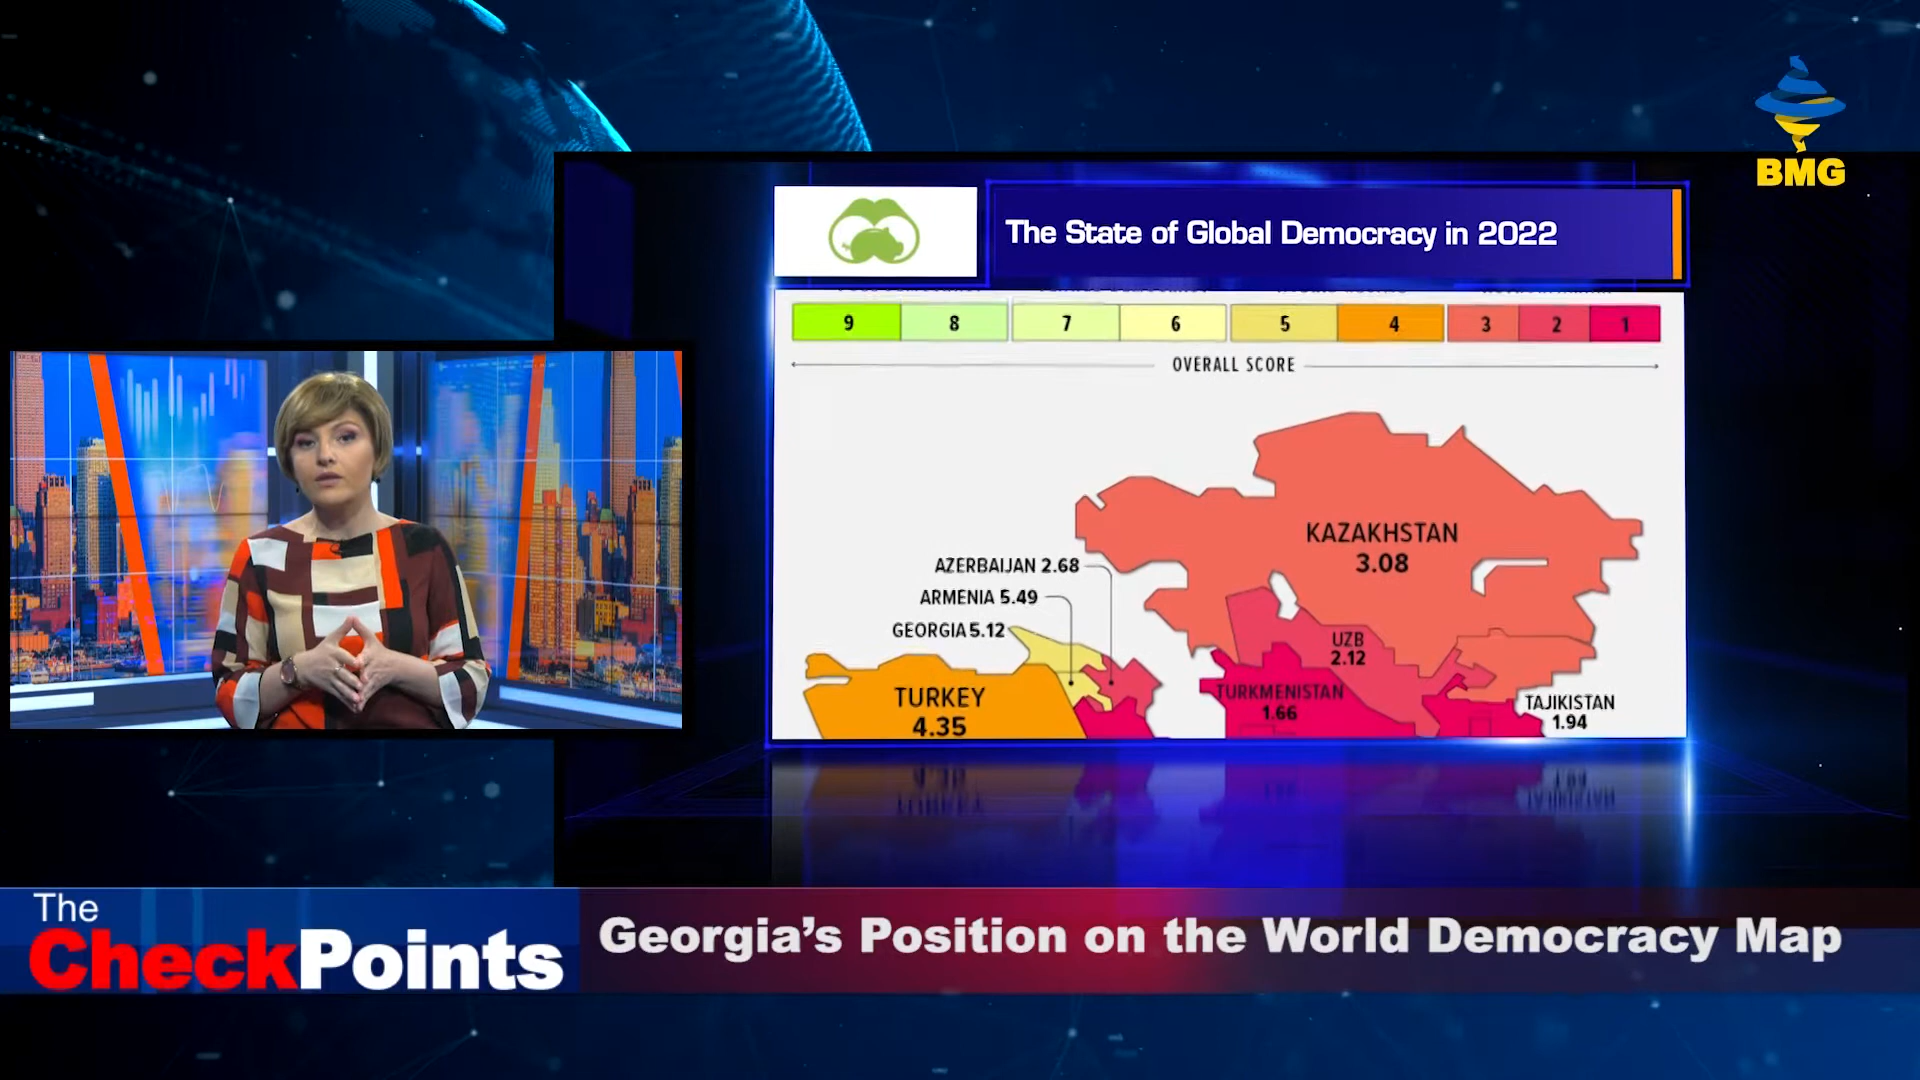 BMG
The State of Global Democracy in 2022
9 8 7 6 5 4 3 2 1
OVERALL SCORE
KAZAKHSTAN
3.08
AZERBAIJAN 2.68
ARMENIA 5.49
GEORGIA 5.12
UZB
2.12
TURKEY
4.35
TURKMENISTAN
1.66
TAJIKISTAN
1.94
The
CheckPoints
Georgia's Position on the World Democracy Map